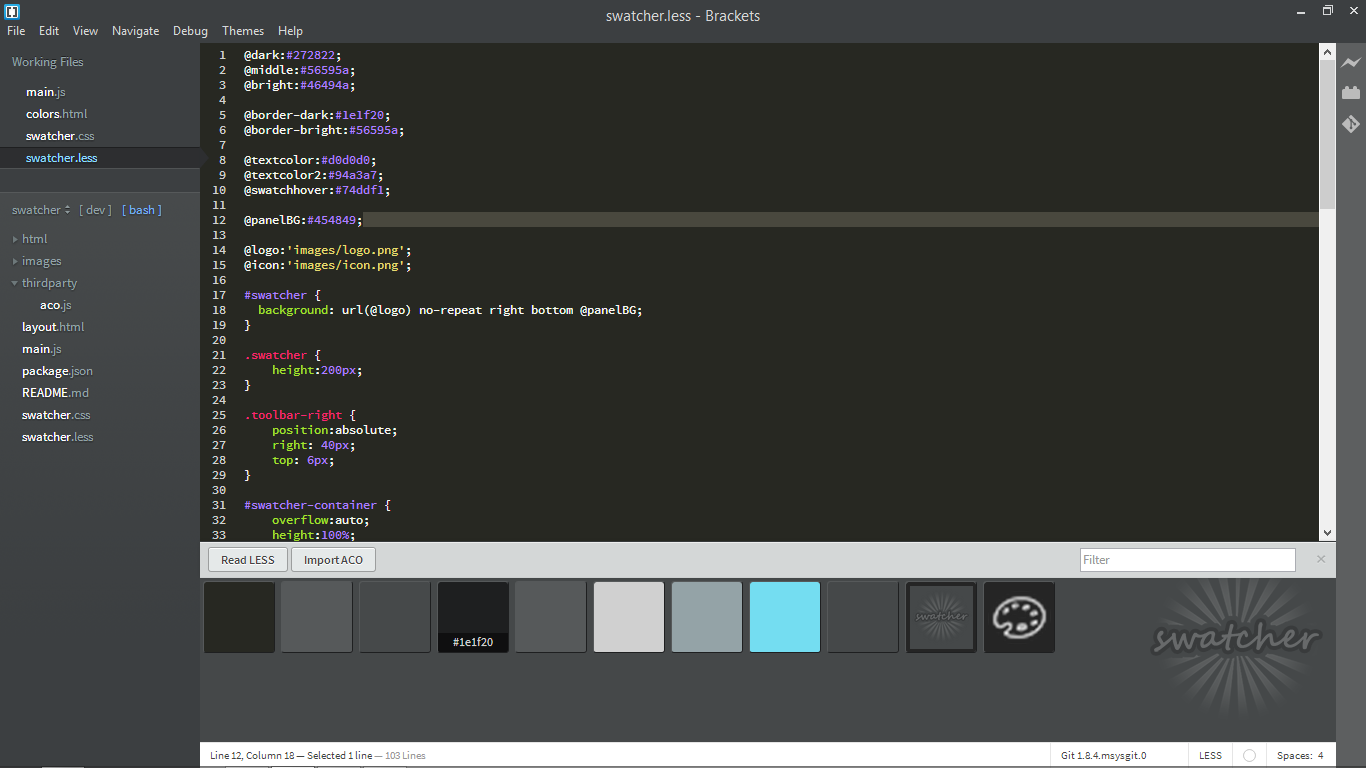 swatcher.less - Brackets
File Edit View Navigate Debug Themes Help
Working Files
main.js
colors.html
swatcher.css
swatcher.less
swatcher [ dev ] [ bash ]
html
images
thirdparty
aco.js
layout.html
main.js
package.json
README.md
swatcher.css
swatcher.less
1 @dark:#272822;
2 @middle:#56595a;
3 @bright:#46494a;
4
5 @border-dark:#1e1f20;
6 @border-bright:#56595a;
7
8 @textcolor:#d0d0d0;
9 @textcolor2:#94a3a7;
10 @swatchhover:#74ddf1;
11
12 @panelBG:#454849;
13
14 @logo:'images/logo.png';
15 @icon:'images/icon.png';
16
17 #swatcher {
18 background: url(@logo) no-repeat right bottom @panelBG;
19 }
20
21 .swatcher {
22 height:200px;
23 }
24
25 .toolbar-right {
26 position:absolute;
27 right: 40px;
28 top: 6px;
29 }
30
31 #swatcher-container {
32 overflow:auto;
33 height:100%;
Read LESS Import ACO Filter
#1e1f20
swatcher
swatcher
Line 12, Column 18 — Selected 1 line — 103 Lines Git 1.8.4.msysgit.0 LESS Spaces: 4